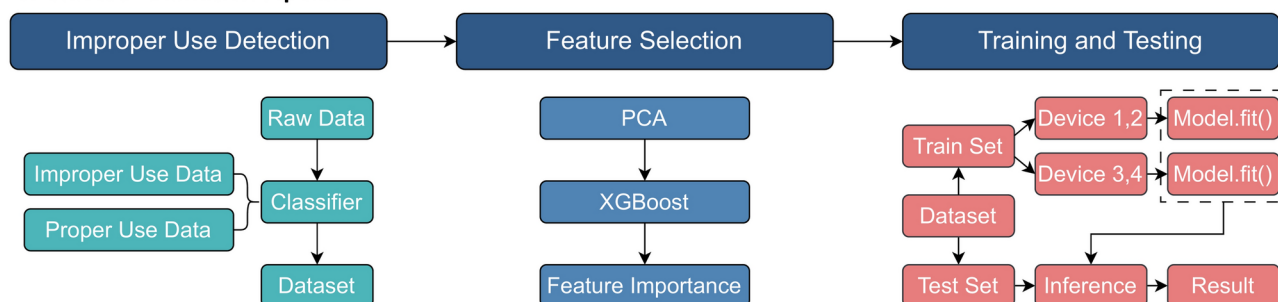 Improper Use Detection
Feature Selection
Training and Testing
Raw Data
Improper Use Data
Classifier
Proper Use Data
Dataset
PCA
XGBoost
Feature Importance
Device 1,2
Model.fit()
Train Set
Device 3,4
Model.fit()
Dataset
Test Set
Inference
Result